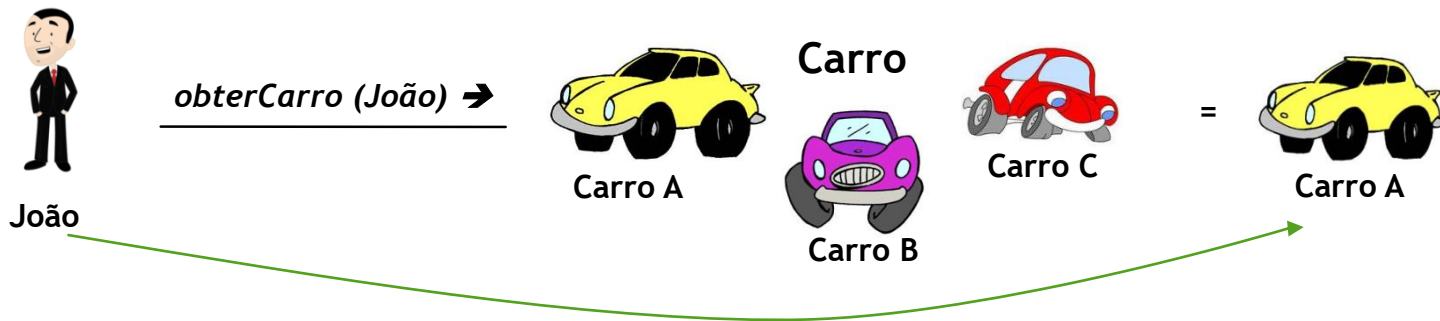 João
obterCarro (João) ➔
Carro
Carro A
Carro B
Carro C
=
Carro A